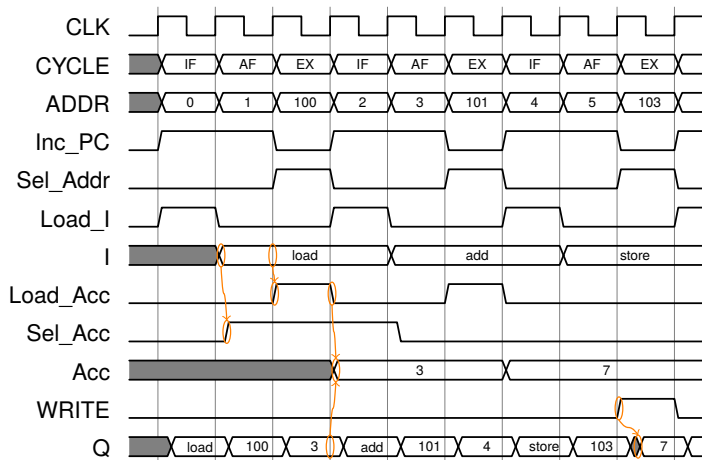 CLK
CYCLE IF AF EX IF AF EX IF AF EX
ADDR 0 1 100 2 3 101 4 5 103
Inc_PC
Sel_Addr
Load_I
I load add store
Load_Acc
Sel_Acc
Acc 3 7
WRITE
Q load 100 3 add 101 4 store 103 7